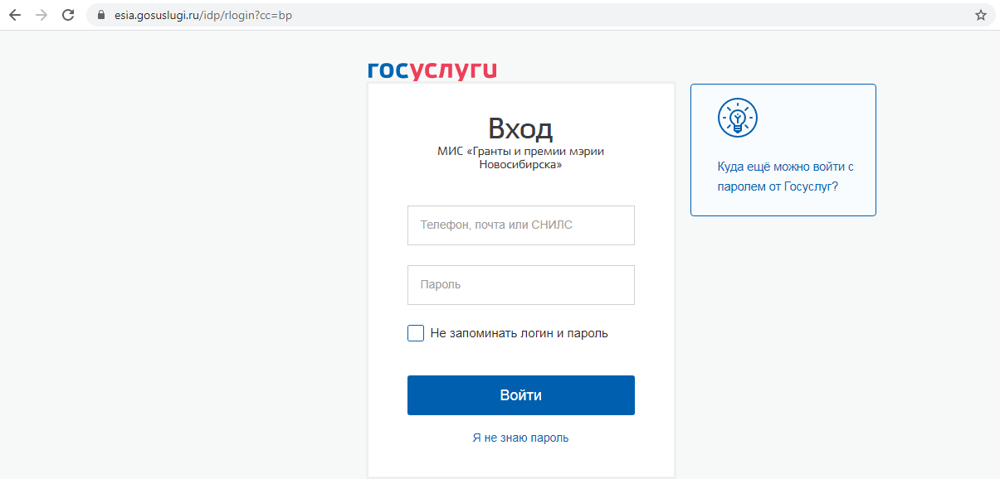 esia.gosuslugi.ru/idp/rlogin?cc=bp
госуслуги
Вход
МИС «Гранты и премии мэрии
Новосибирска»
Телефон, почта или СНИЛС
Пароль
Не запоминать логин и пароль
Войти
Я не знаю пароль
Куда ещё можно войти с
паролем от Госуслуг?